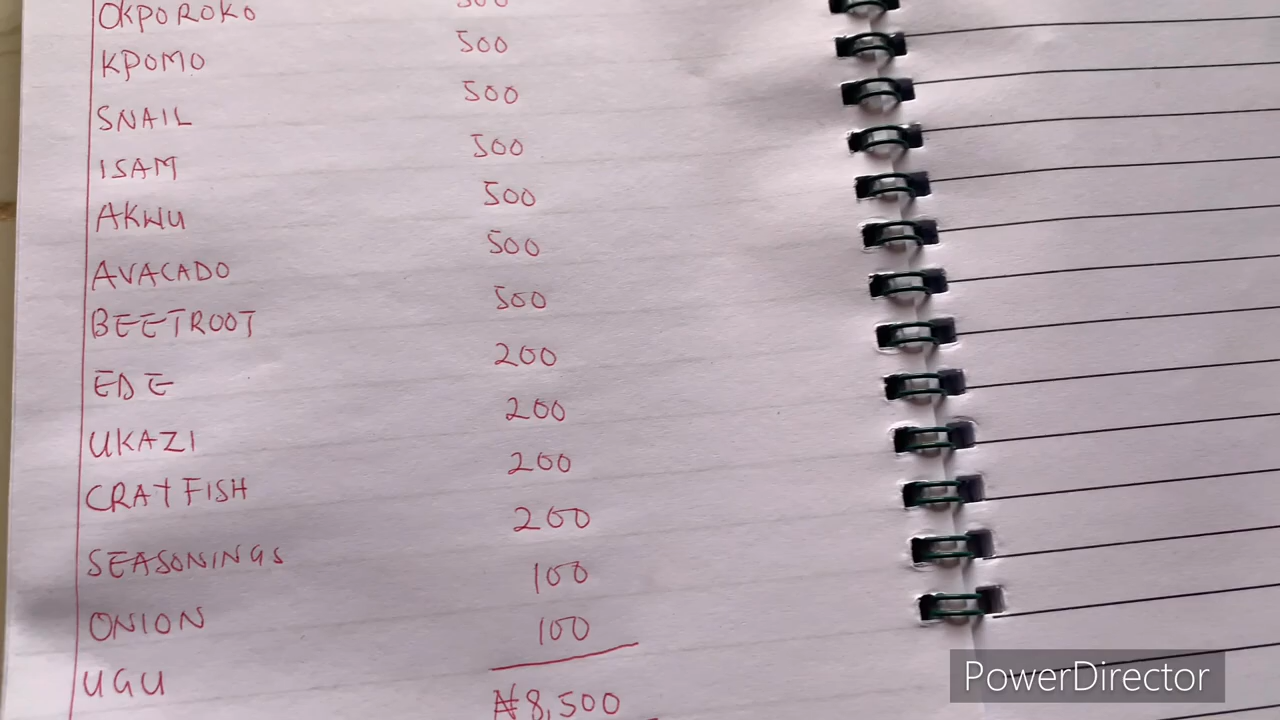 OKPOROKO 500
KPOMO 500
SNAIL 500
ISAM 500
AKWU 500
AVACADO 500
BEETROOT 500
EDE 200
UKAZI 200
CRAYFISH 200
SEASONINGS 200
ONION 100
UGU 100
₦8,500
PowerDirector